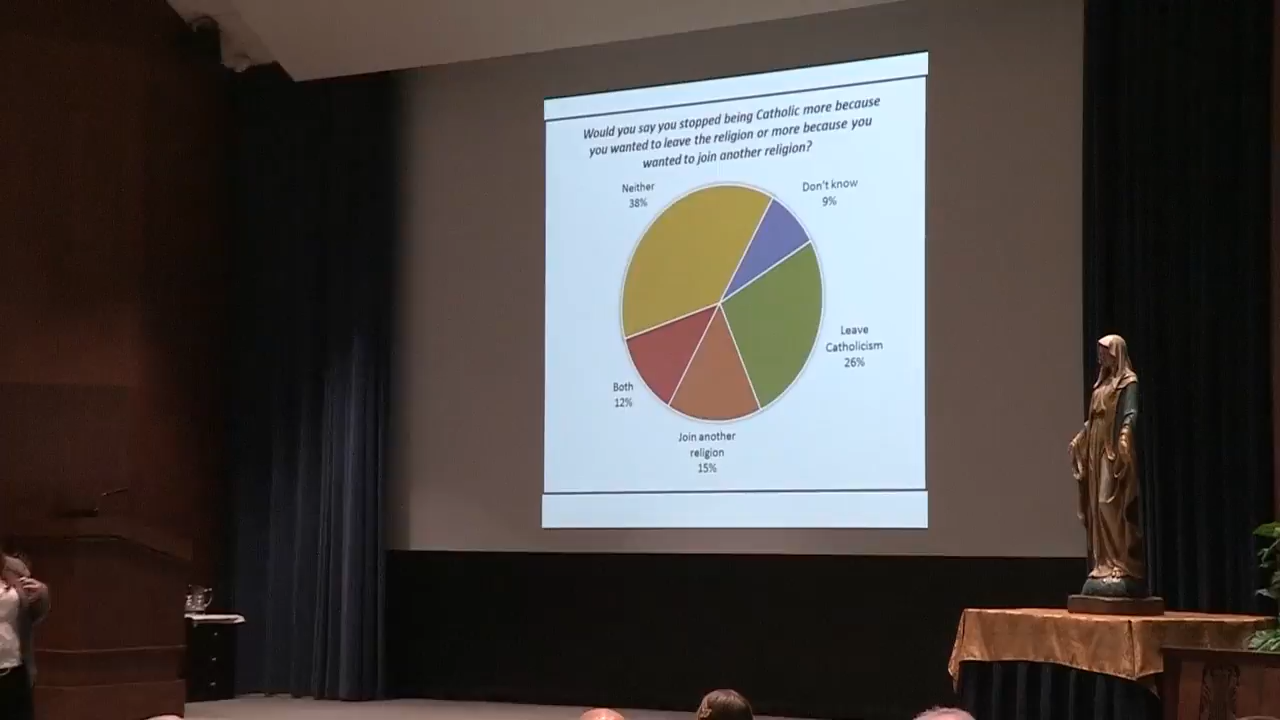 Would you say you stopped being Catholic more because
you wanted to leave the religion or more because you
wanted to join another religion?
Neither
38%
Don't know
9%
Leave
Catholicism
26%
Both
12%
Join another
religion
15%